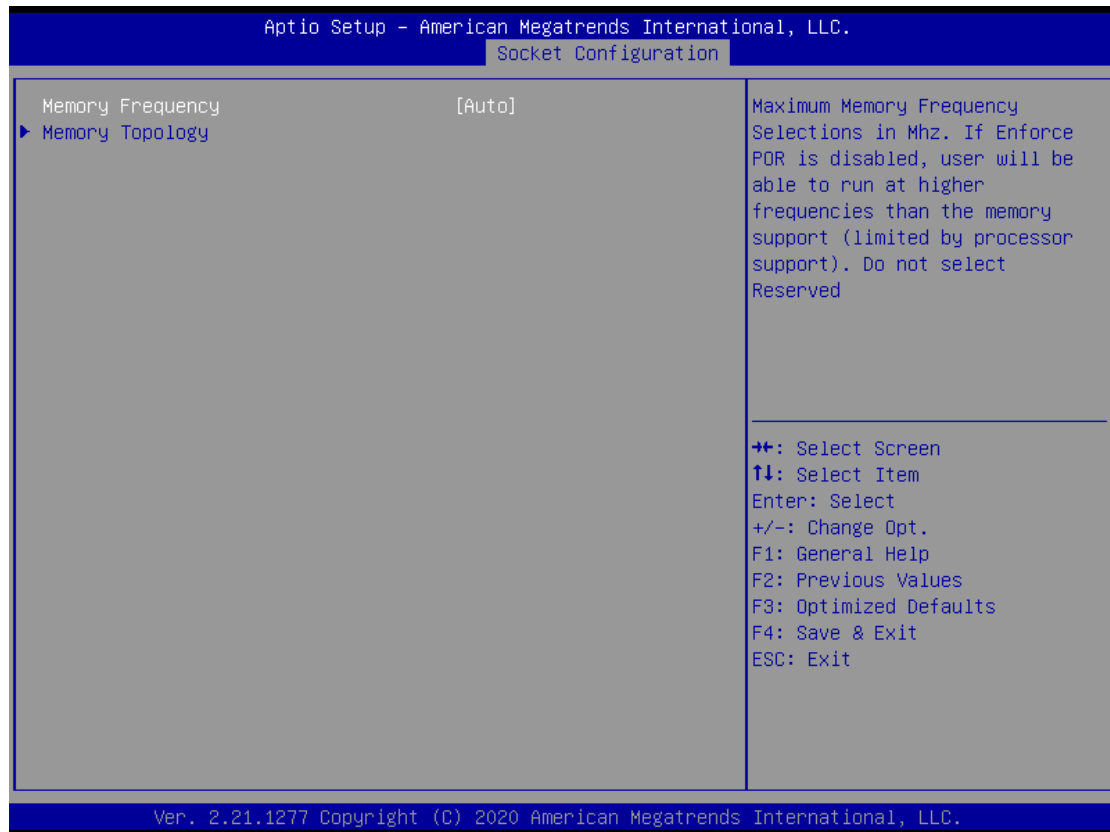 Aptio Setup – American Megatrends International, LLC.
Socket Configuration
Memory Frequency [Auto]
▶ Memory Topology
Maximum Memory Frequency
Selections in Mhz. If Enforce
POR is disabled, user will be
able to run at higher
frequencies than the memory
support (limited by processor
support). Do not select
Reserved
→←: Select Screen
↑↓: Select Item
Enter: Select
+/-: Change Opt.
F1: General Help
F2: Previous Values
F3: Optimized Defaults
F4: Save & Exit
ESC: Exit
Ver. 2.21.1277 Copyright (C) 2020 American Megatrends International, LLC.